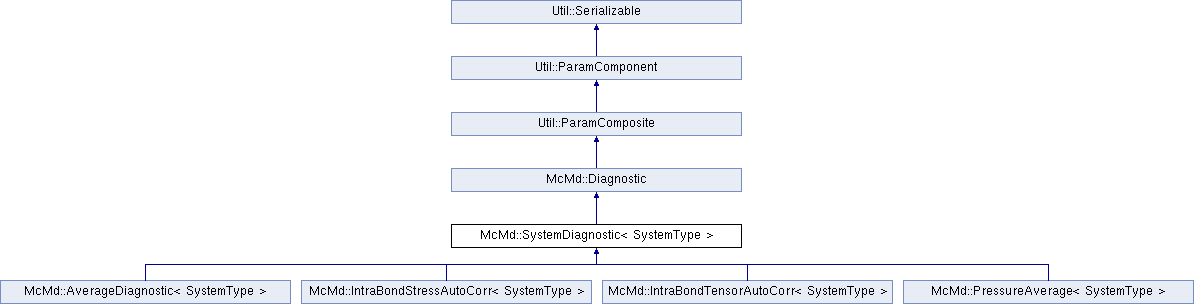 Util::Serializable
Util::ParamComponent
Util::ParamComposite
McMd::Diagnostic
McMd::SystemDiagnostic< SystemType >
McMd::AverageDiagnostic< SystemType >
McMd::IntraBondStressAutoCorr< SystemType >
McMd::IntraBondTensorAutoCorr< SystemType >
McMd::PressureAverage< SystemType >